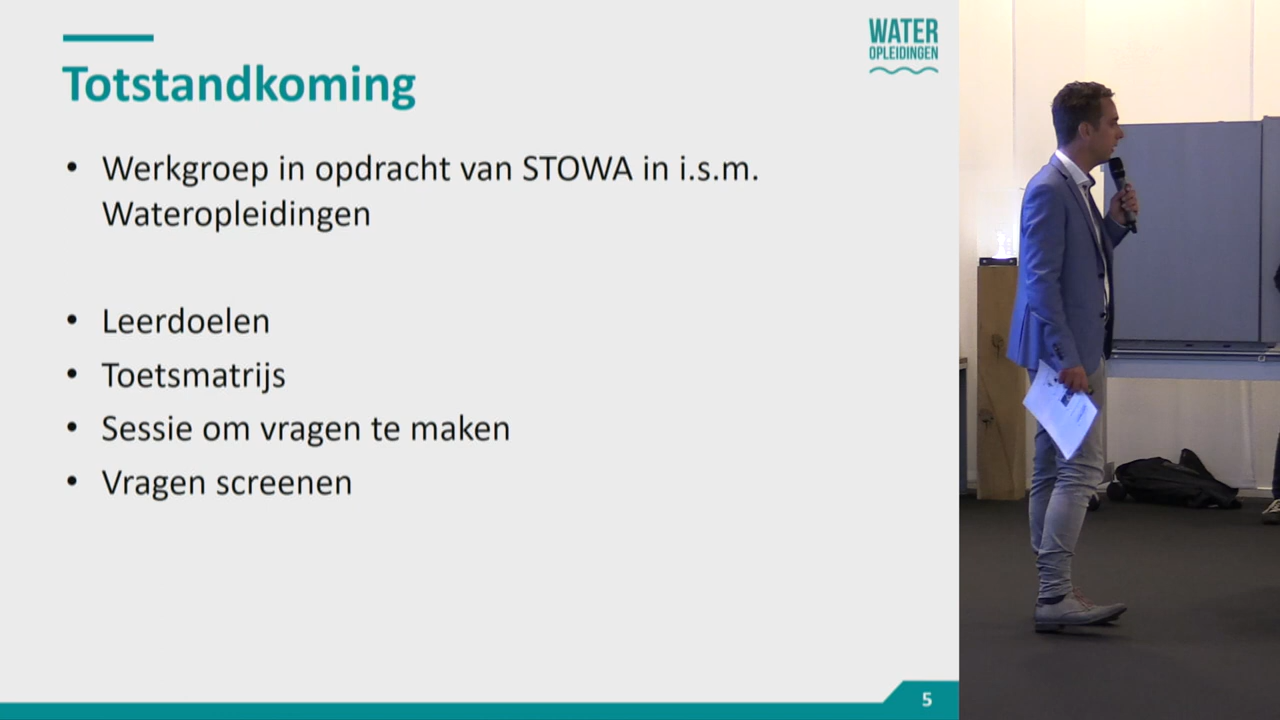 WATER
OPLEIDINGEN
Totstandkoming
• Werkgroep in opdracht van STOWA in i.s.m.
Wateropleidingen
• Leerdoelen
• Toetsmatrijs
• Sessie om vragen te maken
• Vragen screenen
5